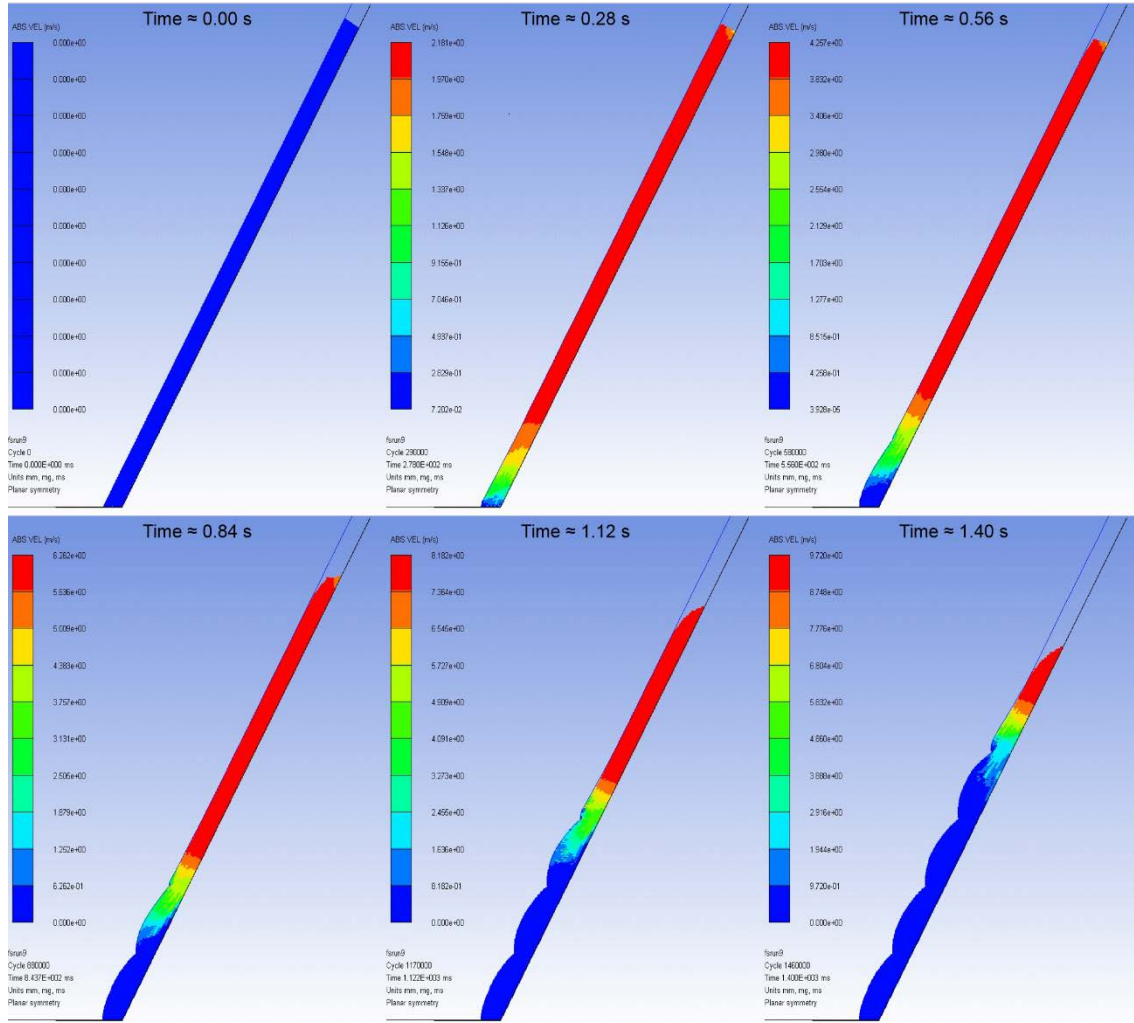 Time ≈ 0.00 s
ABS.VEL (m/s)
0.000e+00
0.000e+00
0.000e+00
0.000e+00
0.000e+00
0.000e+00
0.000e+00
0.000e+00
0.000e+00
0.000e+00
0.000e+00
fsrun9
Cycle 0
Time 0.000E+000 ms
Units mm, mg, ms
Planar symmetry
Time ≈ 0.28 s
ABS.VEL (m/s)
2.181e+00
1.970e+00
1.759e+00
1.548e+00
1.337e+00
1.126e+00
9.155e-01
7.046e-01
4.937e-01
2.829e-01
7.202e-02
fsrun9
Cycle 290000
Time 2.780E+002 ms
Units mm, mg, ms
Planar symmetry
Time ≈ 0.56 s
ABS.VEL (m/s)
4.257e+00
3.832e+00
3.406e+00
2.980e+00
2.554e+00
2.129e+00
1.703e+00
1.277e+00
8.515e-01
4.258e-01
3.928e-05
fsrun9
Cycle 580000
Time 5.560E+002 ms
Units mm, mg, ms
Planar symmetry
Time ≈ 0.84 s
ABS.VEL (m/s)
6.262e+00
5.636e+00
5.009e+00
4.383e+00
3.757e+00
3.131e+00
2.505e+00
1.879e+00
1.252e+00
6.262e-01
0.000e+00
fsrun9
Cycle 880000
Time 8.437E+002 ms
Units mm, mg, ms
Planar symmetry
Time ≈ 1.12 s
ABS.VEL (m/s)
8.182e+00
7.364e+00
6.545e+00
5.727e+00
4.909e+00
4.091e+00
3.273e+00
2.455e+00
1.636e+00
8.182e-01
0.000e+00
fsrun9
Cycle 1170000
Time 1.122E+003 ms
Units mm, mg, ms
Planar symmetry
Time ≈ 1.40 s
ABS.VEL (m/s)
9.720e+00
8.748e+00
7.776e+00
6.804e+00
5.832e+00
4.860e+00
3.888e+00
2.916e+00
1.944e+00
9.720e-01
0.000e+00
fsrun9
Cycle 1460000
Time 1.400E+003 ms
Units mm, mg, ms
Planar symmetry